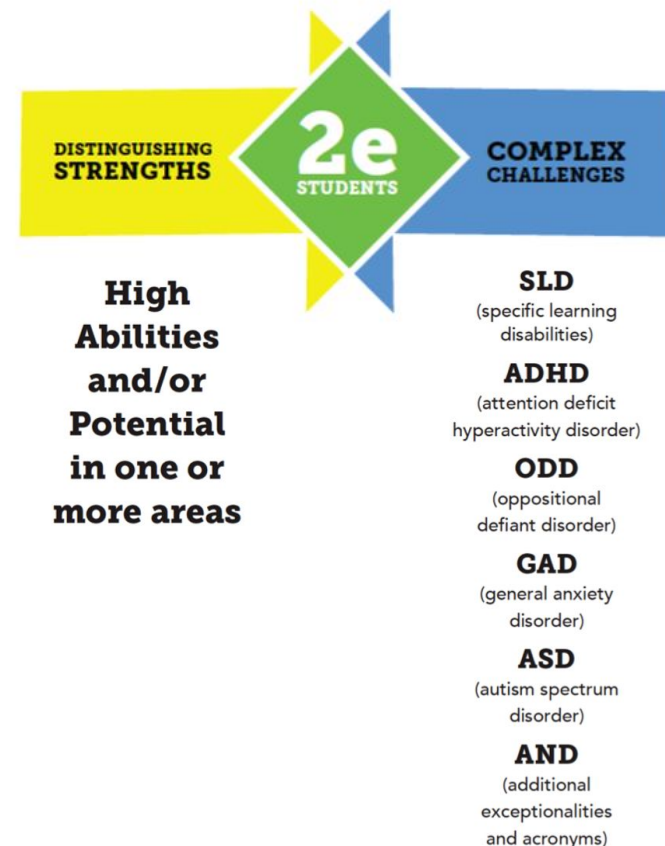 DISTINGUISHING
STRENGTHS
2e
STUDENTS
COMPLEX
CHALLENGES
High
Abilities
and/or
Potential
in one or
more areas
SLD
(specific learning
disabilities)
ADHD
(attention deficit
hyperactivity disorder)
ODD
(oppositional
defiant disorder)
GAD
(general anxiety
disorder)
ASD
(autism spectrum
disorder)
AND
(additional
exceptionalities
and acronyms)